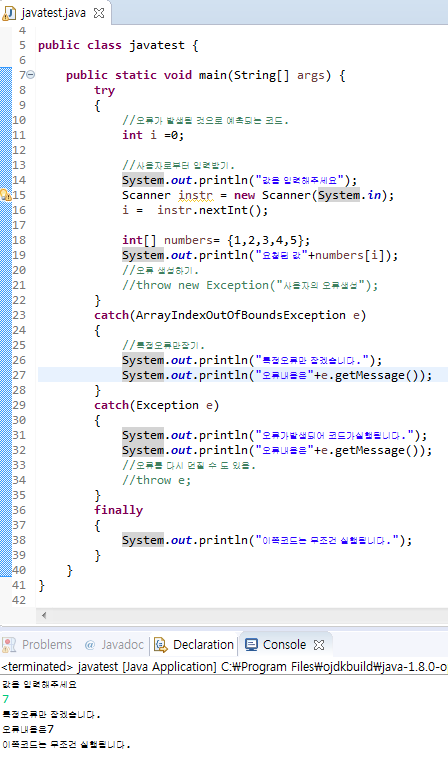 javatest.java
4
5 public class javatest {
6
7 public static void main(String[] args) {
8 try
9 {
10 //오류가 발생될 것으로 예측되는 코드.
11 int i =0;
12
13 //사용자로부터 입력받기.
14 System.out.println("값을 입력해주세요");
15 Scanner instr = new Scanner(System.in);
16 i = instr.nextInt();
17
18 int[] numbers= {1,2,3,4,5};
19 System.out.println("요청된 값"+numbers[i]);
20 //오류 생성하기.
21 //throw new Exception("사용자의 오류생성");
22 }
23 catch(ArrayIndexOutOfBoundsException e)
24 {
25 //특정오류만잡기.
26 System.out.println("특정오류만 잡겠습니다.");
27 System.out.println("오류내용은"+e.getMessage());
28 }
29 catch(Exception e)
30 {
31 System.out.println("오류가발생되어 코드가실행됩니다.");
32 System.out.println("오류내용은"+e.getMessage());
33 //오류를 다시 던질 수 도 있음.
34 //throw e;
35 }
36 finally
37 {
38 System.out.println("이쪽코드는 무조건 실행됩니다.");
39 }
40 }
41 }
42
Problems @ Javadoc Declaration Console
<terminated> javatest [Java Application] C:₩Program Files₩ojdkbuild₩java-1.8.0-o
값을 입력해주세요
7
특정오류만 잡겠습니다.
오류내용은7
이쪽코드는 무조건 실행됩니다.